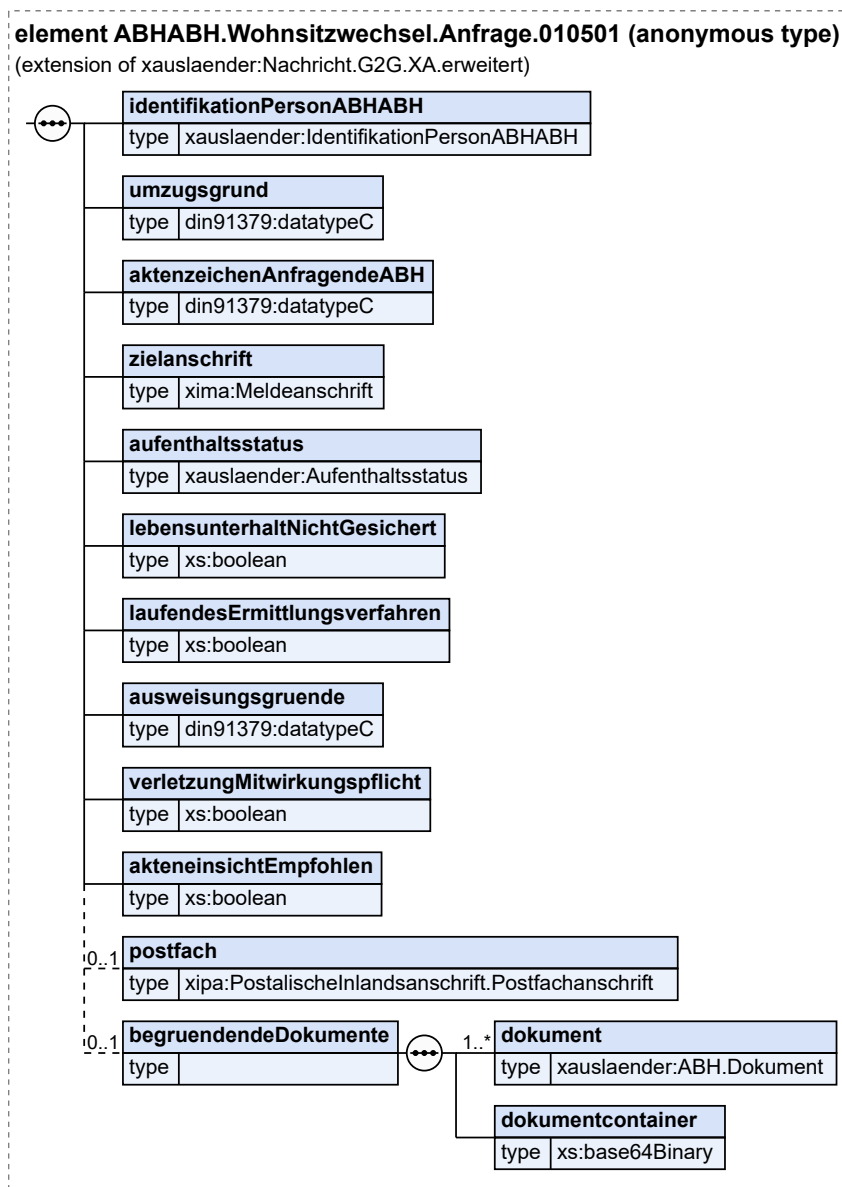 element ABHABH.Wohnsitzwechsel.Anfrage.010501 (anonymous type)
(extension of xauslaender:Nachricht.G2G.XA.erweitert)
identifikationPersonABHABH
type xauslaender:IdentifikationPersonABHABH
umzugsgrund
type din91379:datatypeC
aktenzeichenAnfragendeABH
type din91379:datatypeC
zielanschrift
type xima:Meldeanschrift
aufenthaltsstatus
type xauslaender:Aufenthaltsstatus
lebensunterhaltNichtGesichert
type xs:boolean
laufendesErmittlungsverfahren
type xs:boolean
ausweisungsgruende
type din91379:datatypeC
verletzungMitwirkungspflicht
type xs:boolean
akteneinsichtEmpfohlen
type xs:boolean
0..1 postfach
type xipa:PostalischeInlandsanschrift.Postfachanschrift
0..1 begruendendeDokumente
type
1..* dokument
type xauslaender:ABH.Dokument
dokumentcontainer
type xs:base64Binary